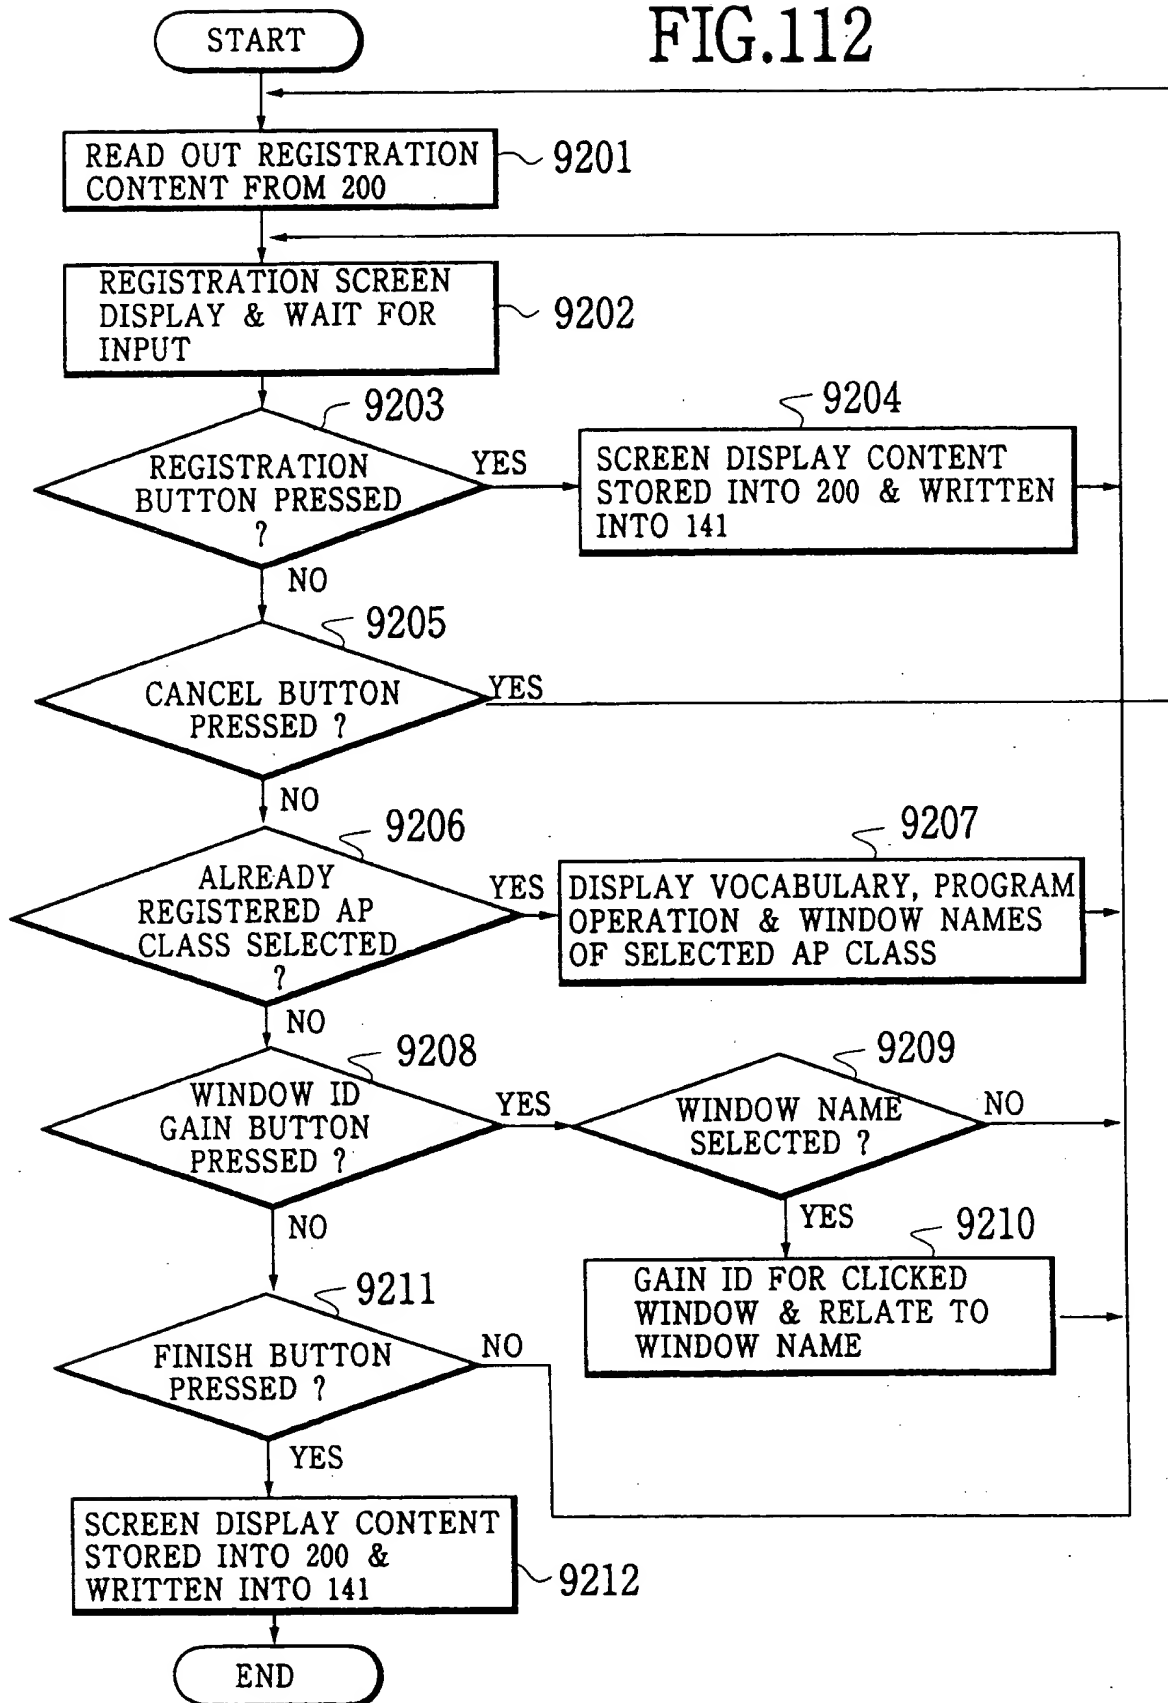 FIG.112
START
READ OUT REGISTRATION
CONTENT FROM 200
9201
REGISTRATION SCREEN
DISPLAY & WAIT FOR
INPUT
9202
9203
REGISTRATION
BUTTON PRESSED
?
YES
NO
9204
SCREEN DISPLAY CONTENT
STORED INTO 200 & WRITTEN
INTO 141
9205
CANCEL BUTTON
PRESSED ?
YES
NO
9206
ALREADY
REGISTERED AP
CLASS SELECTED
?
YES
NO
9207
DISPLAY VOCABULARY, PROGRAM
OPERATION & WINDOW NAMES
OF SELECTED AP CLASS
9208
WINDOW ID
GAIN BUTTON
PRESSED ?
YES
NO
9209
WINDOW NAME
SELECTED ?
NO
YES
9210
GAIN ID FOR CLICKED
WINDOW & RELATE TO
WINDOW NAME
9211
FINISH BUTTON
PRESSED ?
NO
YES
SCREEN DISPLAY CONTENT
STORED INTO 200 &
WRITTEN INTO 141
9212
END